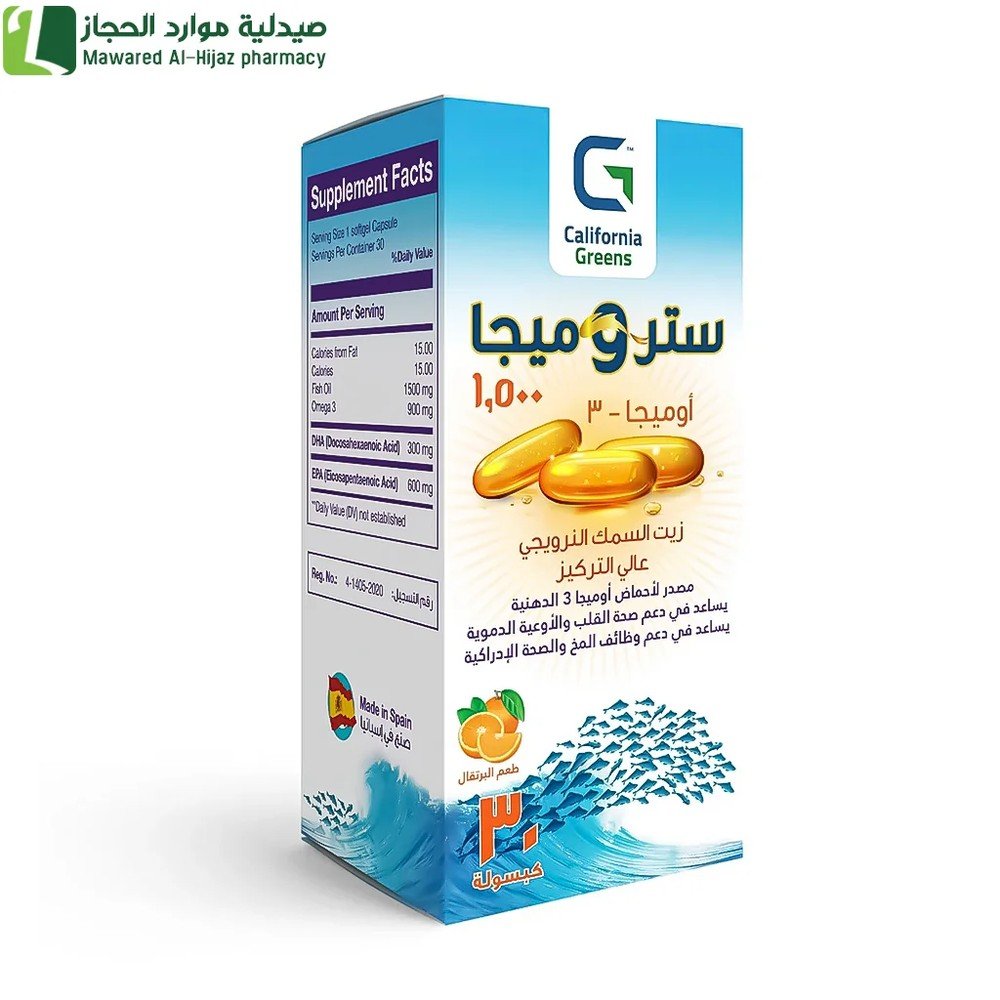 صيدلية موارد الحجاز
Mawared Al-Hijaz pharmacy
Supplement Facts
Serving Size 1 softgel Capsule
Servings Per Container 30
%Daily Value
Amount Per Serving
Calories from Fat 15.00
Calories 15.00
Fish Oil 1500 mg
Omega 3 900 mg
DHA (Docosahexaenoic Acid) 300 mg
EPA (Eicosapentaenoic Acid) 600 mg
**Daily Value (DV) not established
Reg. No.: 4-1405-2020 رقم التسجيل:
Made in Spain
صنع في إسبانيا
G ™
California
Greens
ستروميجا
١,٥٠٠
أوميجا - ٣
زيت السمك النرويجي
عالي التركيز
مصدر لأحماض أوميجا 3 الدهنية
يساعد في دعم صحة القلب والأوعية الدموية
يساعد في دعم وظائف المخ والصحة الإدراكية
طعم البرتقال
٣٠
كبسولة